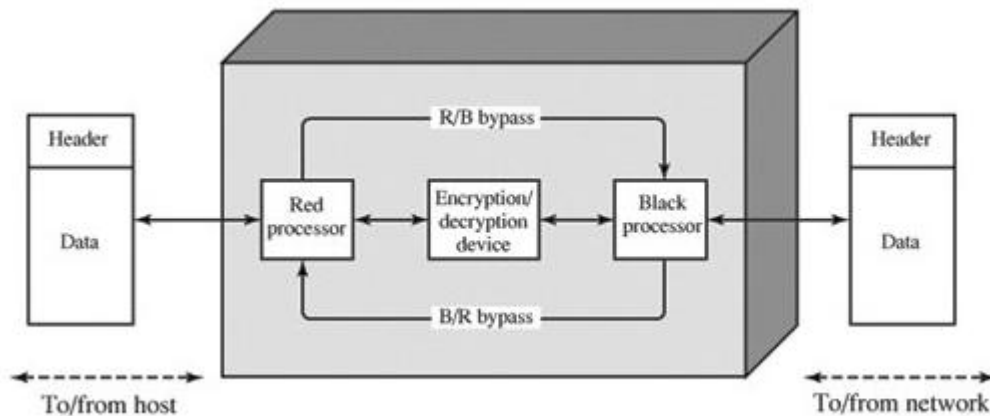 R/B bypass
Header
Data
Red
processor
Encryption/
decryption
device
Black
processor
Header
Data
B/R bypass
To/from host
To/from network